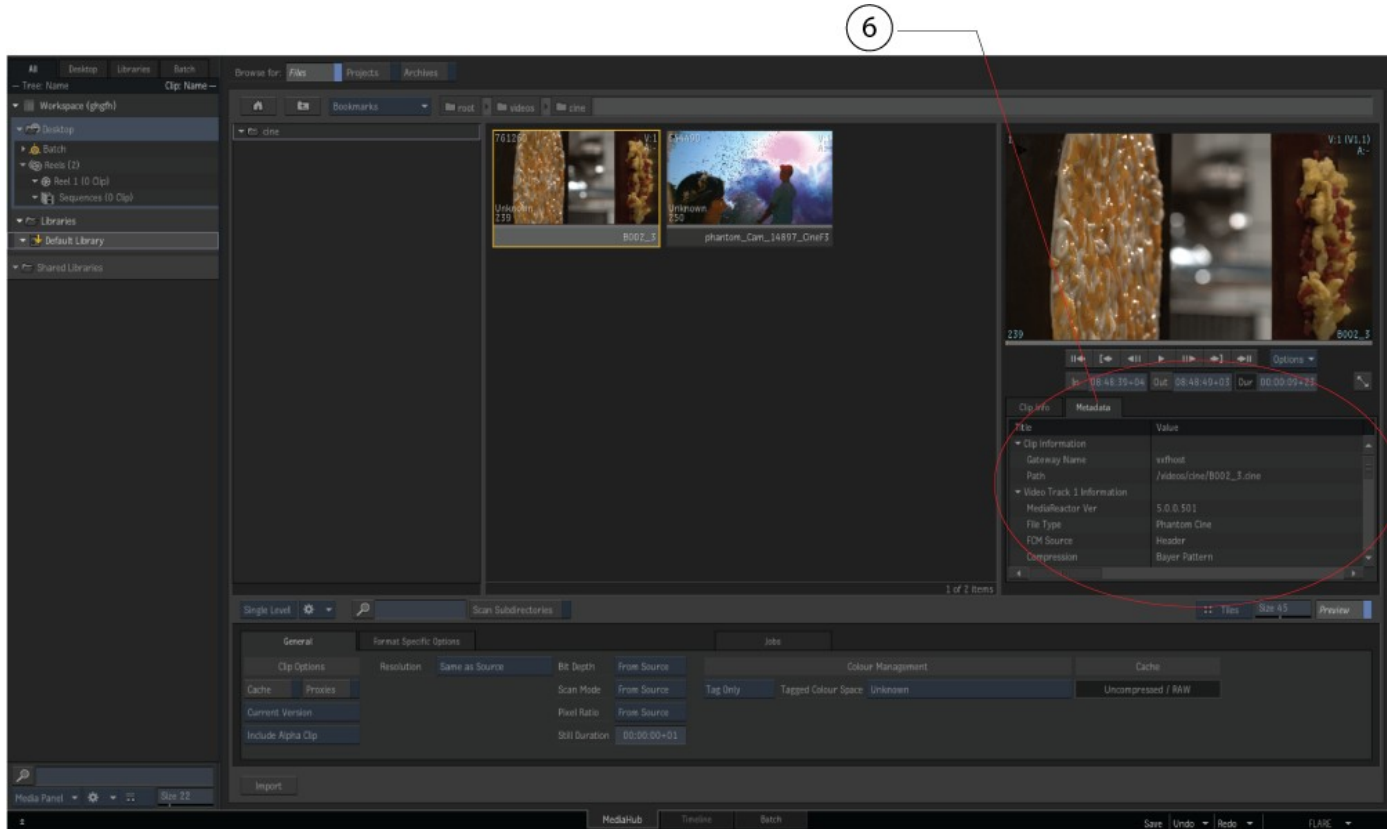 6
All Desktop Libraries Batch
— Tree: Name Clip: Name —
Workspace (ghgfh)
Desktop
Batch
Reels (2)
Reel 1 (0 Clip)
Sequences (0 Clip)
Libraries
Default Library
Shared Libraries
Media Panel Size 22
Browse for: Files Projects Archives
Bookmarks root videos cine
cine
V:1
A:-
Unknown
239
B002_3
Unknown
250
phantom_Cam_14897_CineF3
1 of 2 Items
1 V:1 (V1.1)
A:-
239 B002_3
Options
In 08:48:39+04 Out 08:48:49+03 Dur 00:00:09+23
Clip Info Metadata
Title Value
Clip Information
Gateway Name vxfhost
Path /videos/cine/B002_3.cine
Video Track 1 Information
MediaReactor Ver 5.0.0.501
File Type Phantom Cine
FCM Source Header
Compression Bayer Pattern
Single Level Scan Subdirectories Tiles Size 45 Preview
General Format Specific Options Jobs
Clip Options Resolution Same as Source Bit Depth From Source Colour Management Cache
Cache Proxies Scan Mode From Source Tag Only Tagged Colour Space Unknown Uncompressed / RAW
Current Version Pixel Ratio From Source
Include Alpha Clip Still Duration 00:00:00+01
Import
MediaHub Timeline Batch Save Undo Redo FLARE